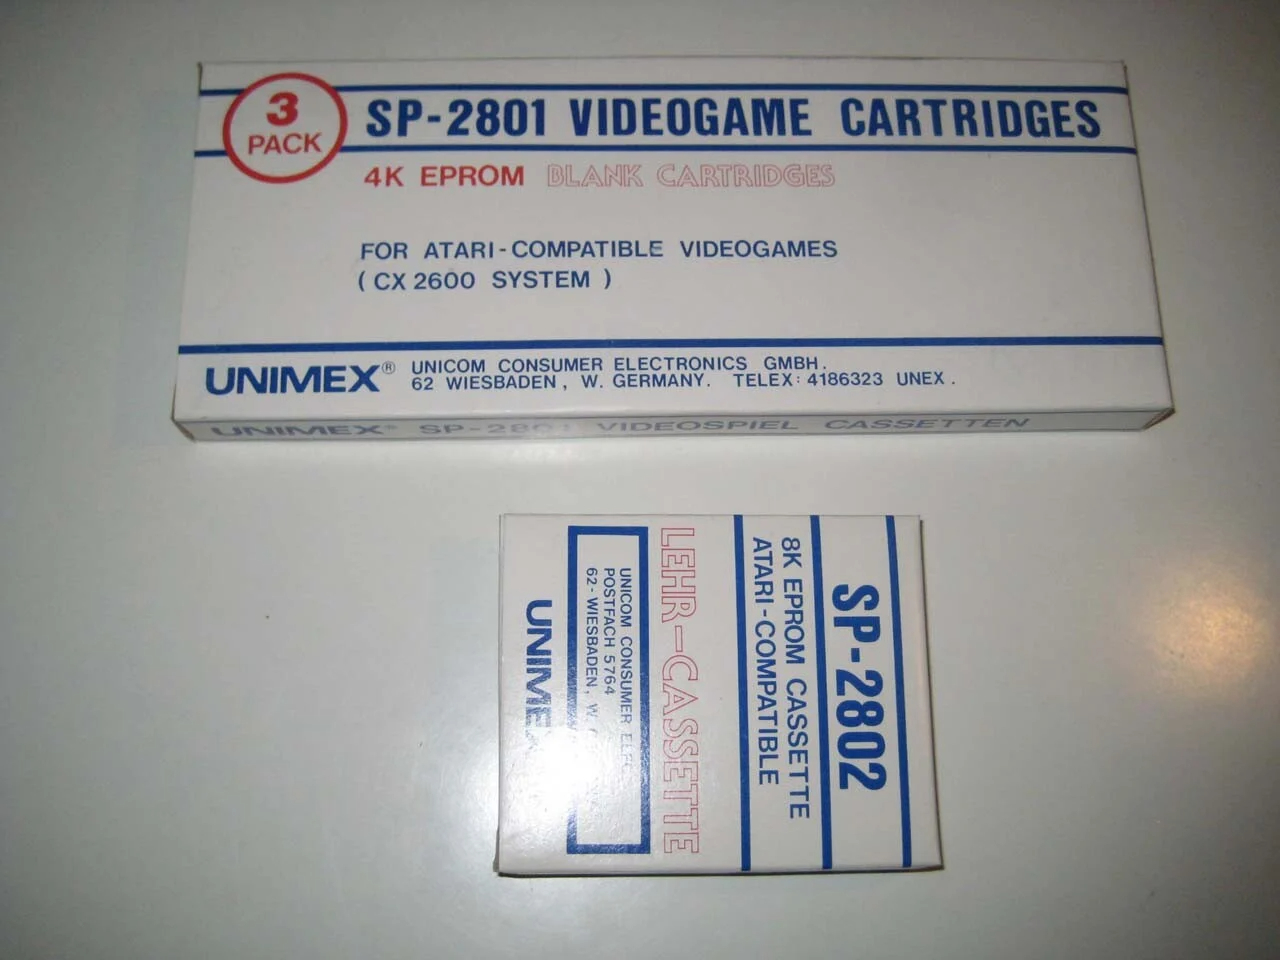 3
PACK
SP-2801 VIDEOGAME CARTRIDGES
4K EPROM BLANK CARTRIDGES
FOR ATARI-COMPATIBLE VIDEOGAMES
( CX 2600 SYSTEM )
UNIMEX® UNICOM CONSUMER ELECTRONICS GMBH.
62 WIESBADEN, W. GERMANY. TELEX: 4186323 UNEX.
UNIMEX® SP-2801 VIDEOSPIEL CASSETTEN
SP-2802
8K EPROM CASSETTE
ATARI-COMPATIBLE
LEHR-CASSETTE
UNICOM CONSUMER
POSTFACH 5764
62-WIESBADEN, W.
UNIMEX